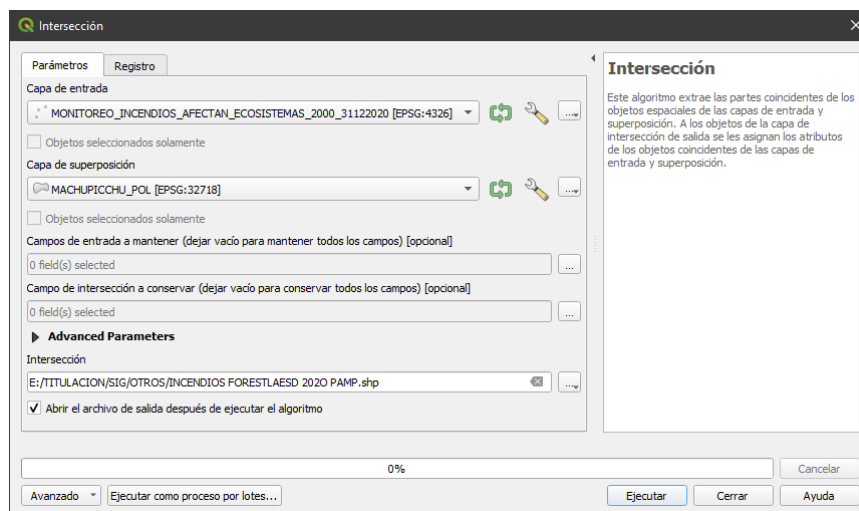 Intersección
Parámetros
Registro
Capa de entrada
MONITOREO_INCENDIOS_AFECTAN_ECOSISTEMAS_2000_31122020 [EPSG:4326]
...
Objetos seleccionados solamente
Capa de superposición
MACHUPICCHU_POL [EPSG:32718]
...
Objetos seleccionados solamente
Campos de entrada a mantener (dejar vacío para mantener todos los campos) [opcional]
0 field(s) selected
...
Campo de intersección a conservar (dejar vacío para conservar todos los campos) [opcional]
0 field(s) selected
...
Advanced Parameters
Intersección
E:/TITULACION/SIG/OTROS/INCENDIOS FORESTLAESD 202O PAMP.shp
...
Abrir el archivo de salida después de ejecutar el algoritmo
Intersección
Este algoritmo extrae las partes coincidentes de los
objetos espaciales de las capas de entrada y
superposición. A los objetos de la capa de
intersección de salida se les asignan los atributos
de los objetos coincidentes de las capas de
entrada y superposición.
0%
Cancelar
Avanzado
Ejecutar como proceso por lotes...
Ejecutar
Cerrar
Ayuda